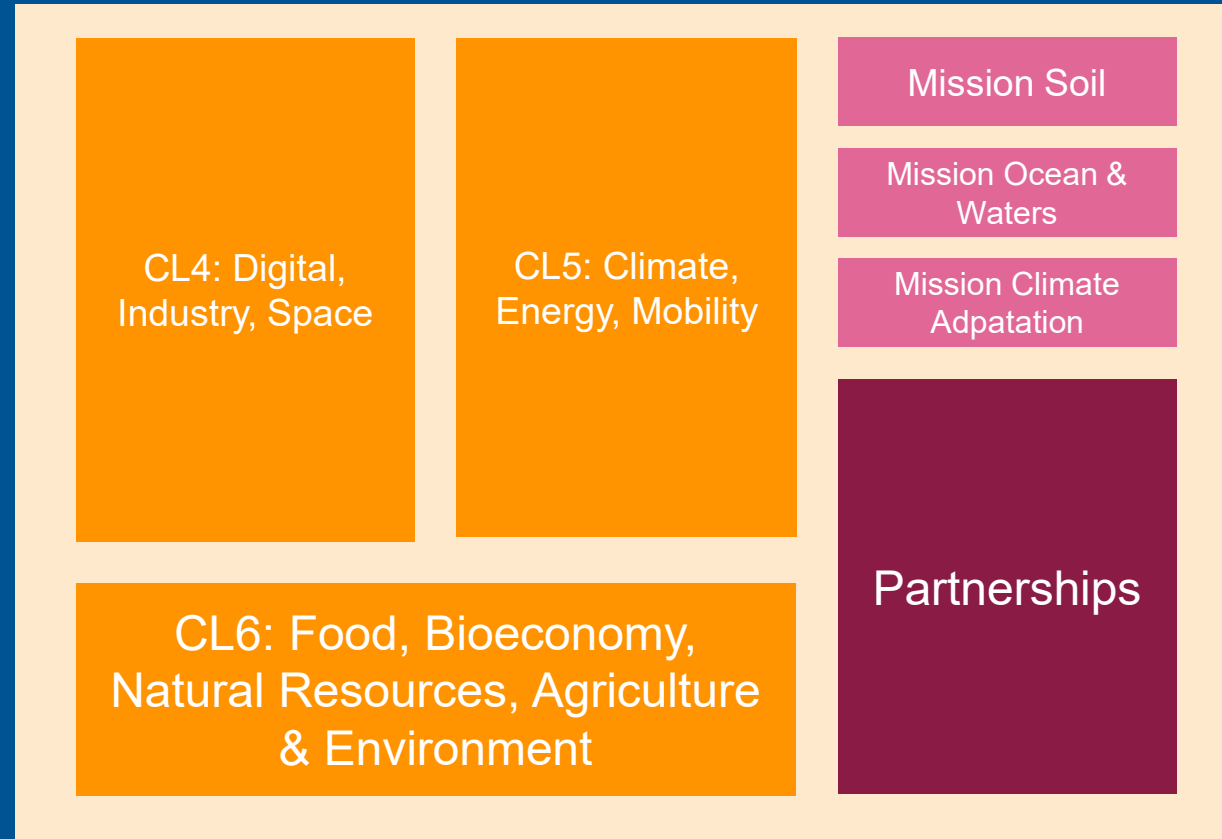 CL4: Digital,
Industry, Space
CL5: Climate,
Energy, Mobility
Mission Soil
Mission Ocean &
Waters
Mission Climate
Adpatation
Partnerships
CL6: Food, Bioeconomy,
Natural Resources, Agriculture
& Environment